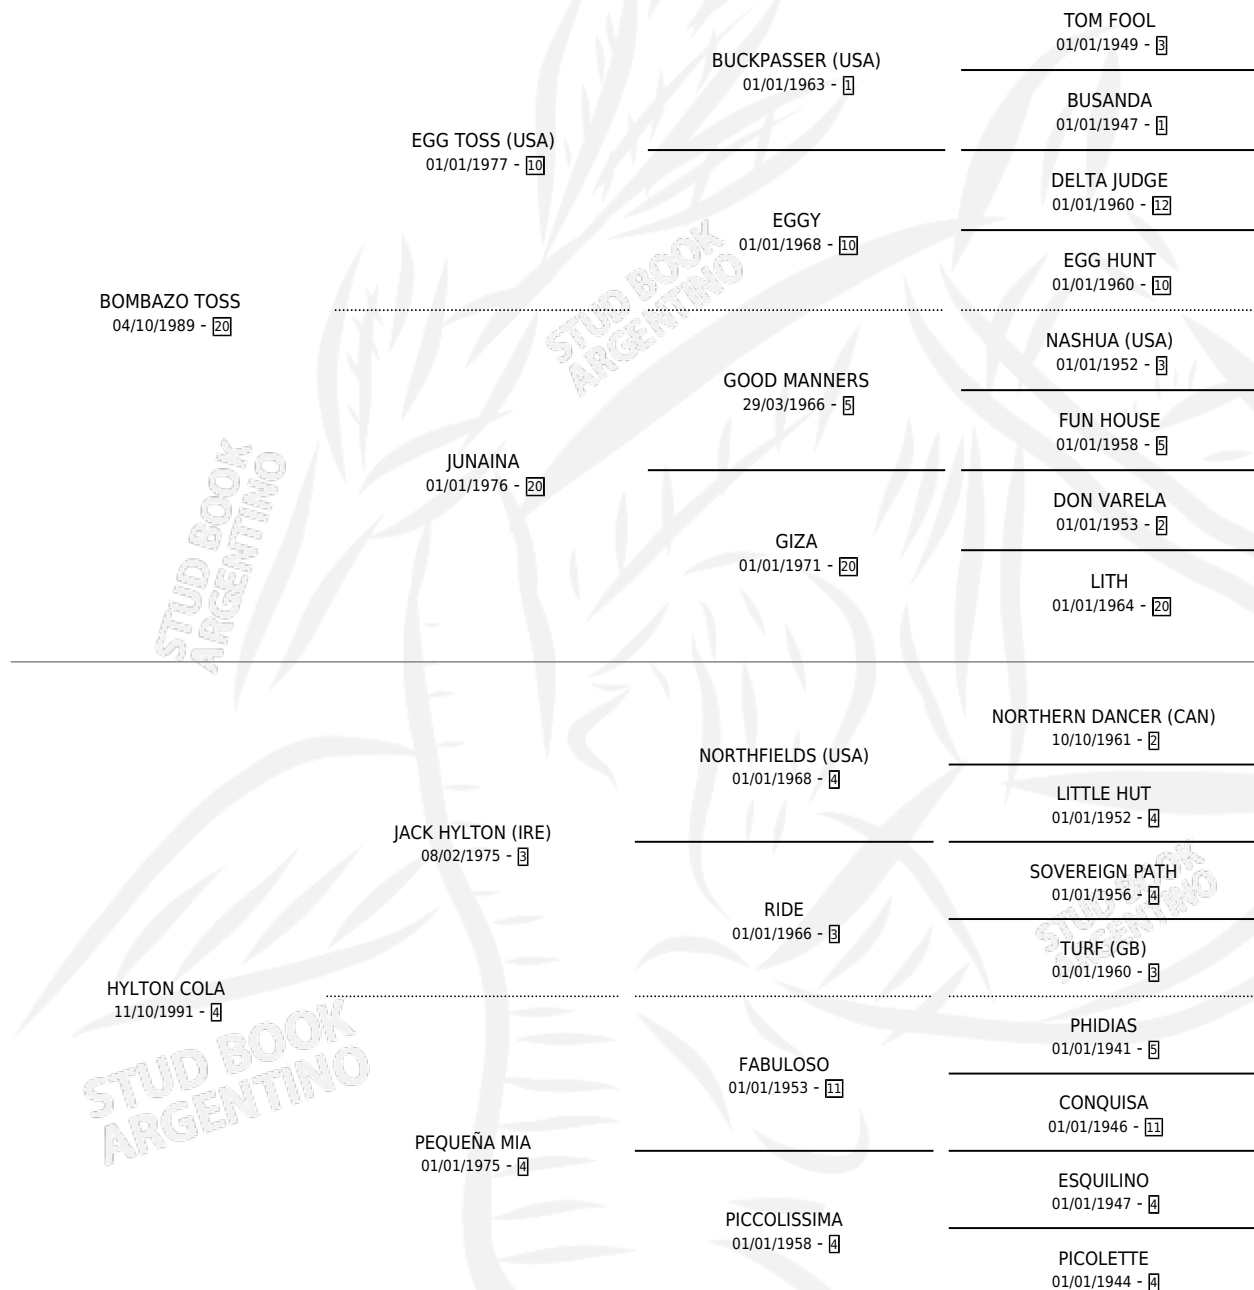 TOM FOOL
01/01/1949 - 3
BUCKPASSER (USA)
01/01/1963 - 1
BUSANDA
01/01/1947 - 1
EGG TOSS (USA)
01/01/1977 - 10
DELTA JUDGE
01/01/1960 - 12
EGGY
01/01/1968 - 10
EGG HUNT
01/01/1960 - 10
BOMBAZO TOSS
04/10/1989 - 20
NASHUA (USA)
01/01/1952 - 3
GOOD MANNERS
29/03/1966 - 5
FUN HOUSE
01/01/1958 - 5
JUNAINA
01/01/1976 - 20
DON VARELA
01/01/1953 - 2
GIZA
01/01/1971 - 20
LITH
01/01/1964 - 20
STUD BOOK
ARGENTINO
STUD BOOK
ARGENTINO
NORTHERN DANCER (CAN)
10/10/1961 - 2
NORTHFIELDS (USA)
01/01/1968 - 4
LITTLE HUT
01/01/1952 - 4
JACK HYLTON (IRE)
08/02/1975 - 3
SOVEREIGN PATH
01/01/1956 - 4
RIDE
01/01/1966 - 3
TURF (GB)
01/01/1960 - 3
HYLTON COLA
11/10/1991 - 4
PHIDIAS
01/01/1941 - 5
FABULOSO
01/01/1953 - 11
CONQUISA
01/01/1946 - 11
PEQUEÑA MIA
01/01/1975 - 4
ESQUILINO
01/01/1947 - 4
PICCOLISSIMA
01/01/1958 - 4
PICOLETTE
01/01/1944 - 4
STUD BOOK
ARGENTINO
STUD BOOK
ARGENTINO